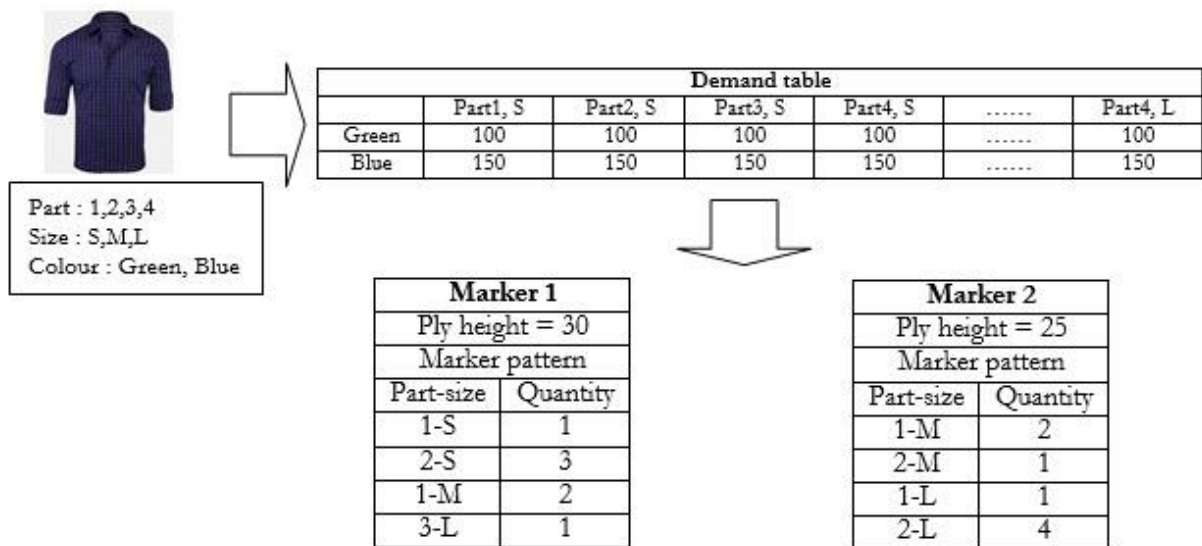 Demand table
Part1, S Part2, S Part3, S Part4, S ...... Part4, L
Green 100 100 100 100 ...... 100
Blue 150 150 150 150 ...... 150
Part : 1,2,3,4
Size : S,M,L
Colour : Green, Blue
Marker 1
Ply height = 30
Marker pattern
Part-size Quantity
1-S 1
2-S 3
1-M 2
3-L 1
Marker 2
Ply height = 25
Marker pattern
Part-size Quantity
1-M 2
2-M 1
1-L 1
2-L 4